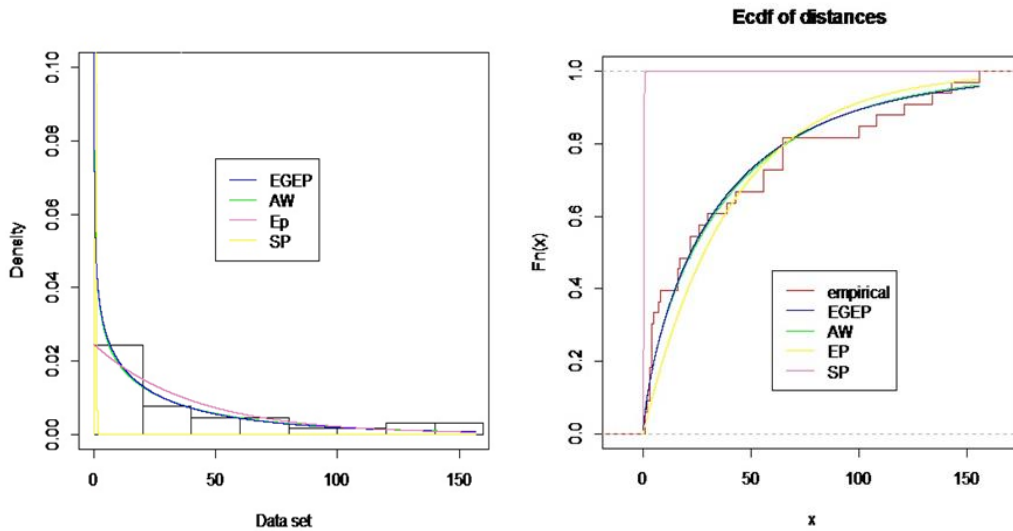 Density
0.00
0.02
0.04
0.06
0.08
0.10
EGEP
AW
Ep
SP
0
50
100
150
Data set
Ecdf of distances
Fn(x)
0.0
0.2
0.4
0.6
0.8
1.0
empirical
EGEP
AW
EP
SP
0
50
100
150
x